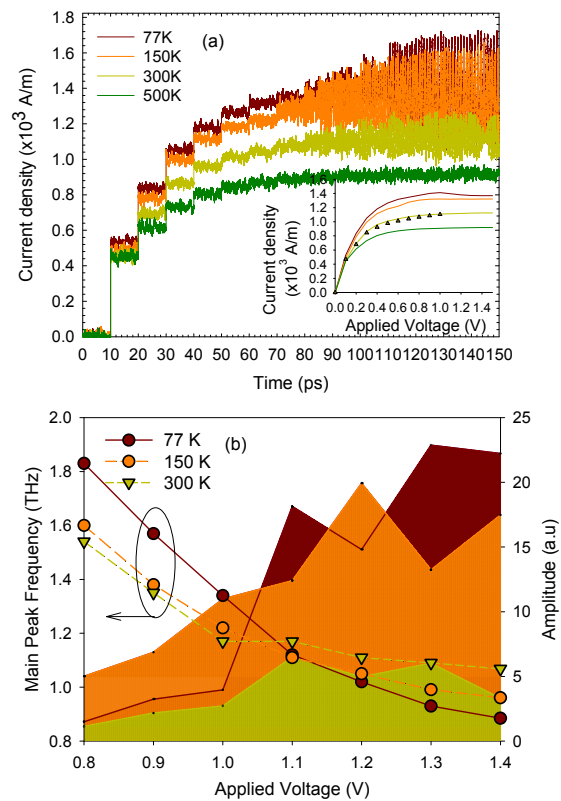 (a)
77K
150K
300K
500K
Current density (x10³ A/m)
1.8
1.6
1.4
1.2
1.0
0.8
0.6
0.4
0.2
0.0
0 10 20 30 40 50 60 70 80 90 100 110 120 130 140 150
Time (ps)
Current density
(x10³ A/m)
1.6
1.4
1.2
1.0
0.8
0.6
0.4
0.2
0.0
0.0 0.2 0.4 0.6 0.8 1.0 1.2 1.4
Applied Voltage (V)
(b)
77 K
150 K
300 K
Main Peak Frequency (THz)
2.0
1.8
1.6
1.4
1.2
1.0
0.8
Amplitude (a.u)
25
20
15
10
5
0
0.8 0.9 1.0 1.1 1.2 1.3 1.4
Applied Voltage (V)